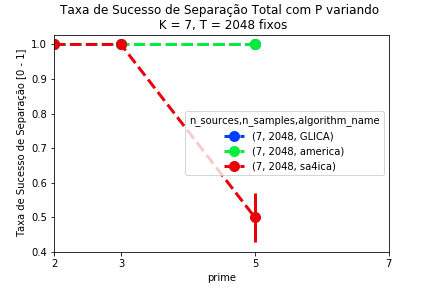 Taxa de Sucesso de Separação Total com P variando
K = 7, T = 2048 fixos
Taxa de Sucesso de Separação [0 - 1]
1.0
0.9
0.8
0.7
0.6
0.5
0.4
n_sources,n_samples,algorithm_name
(7, 2048, GLICA)
(7, 2048, america)
(7, 2048, sa4ica)
2 3 5 7
prime